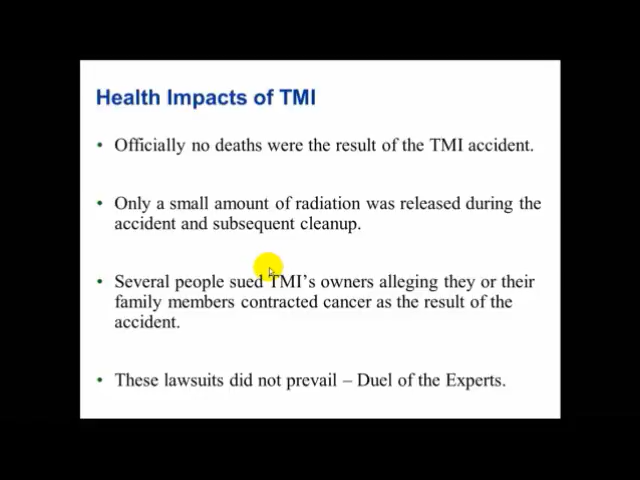 Health Impacts of TMI
• Officially no deaths were the result of the TMI accident.
• Only a small amount of radiation was released during the
accident and subsequent cleanup.
• Several people sued TMI's owners alleging they or their
family members contracted cancer as the result of the
accident.
• These lawsuits did not prevail – Duel of the Experts.